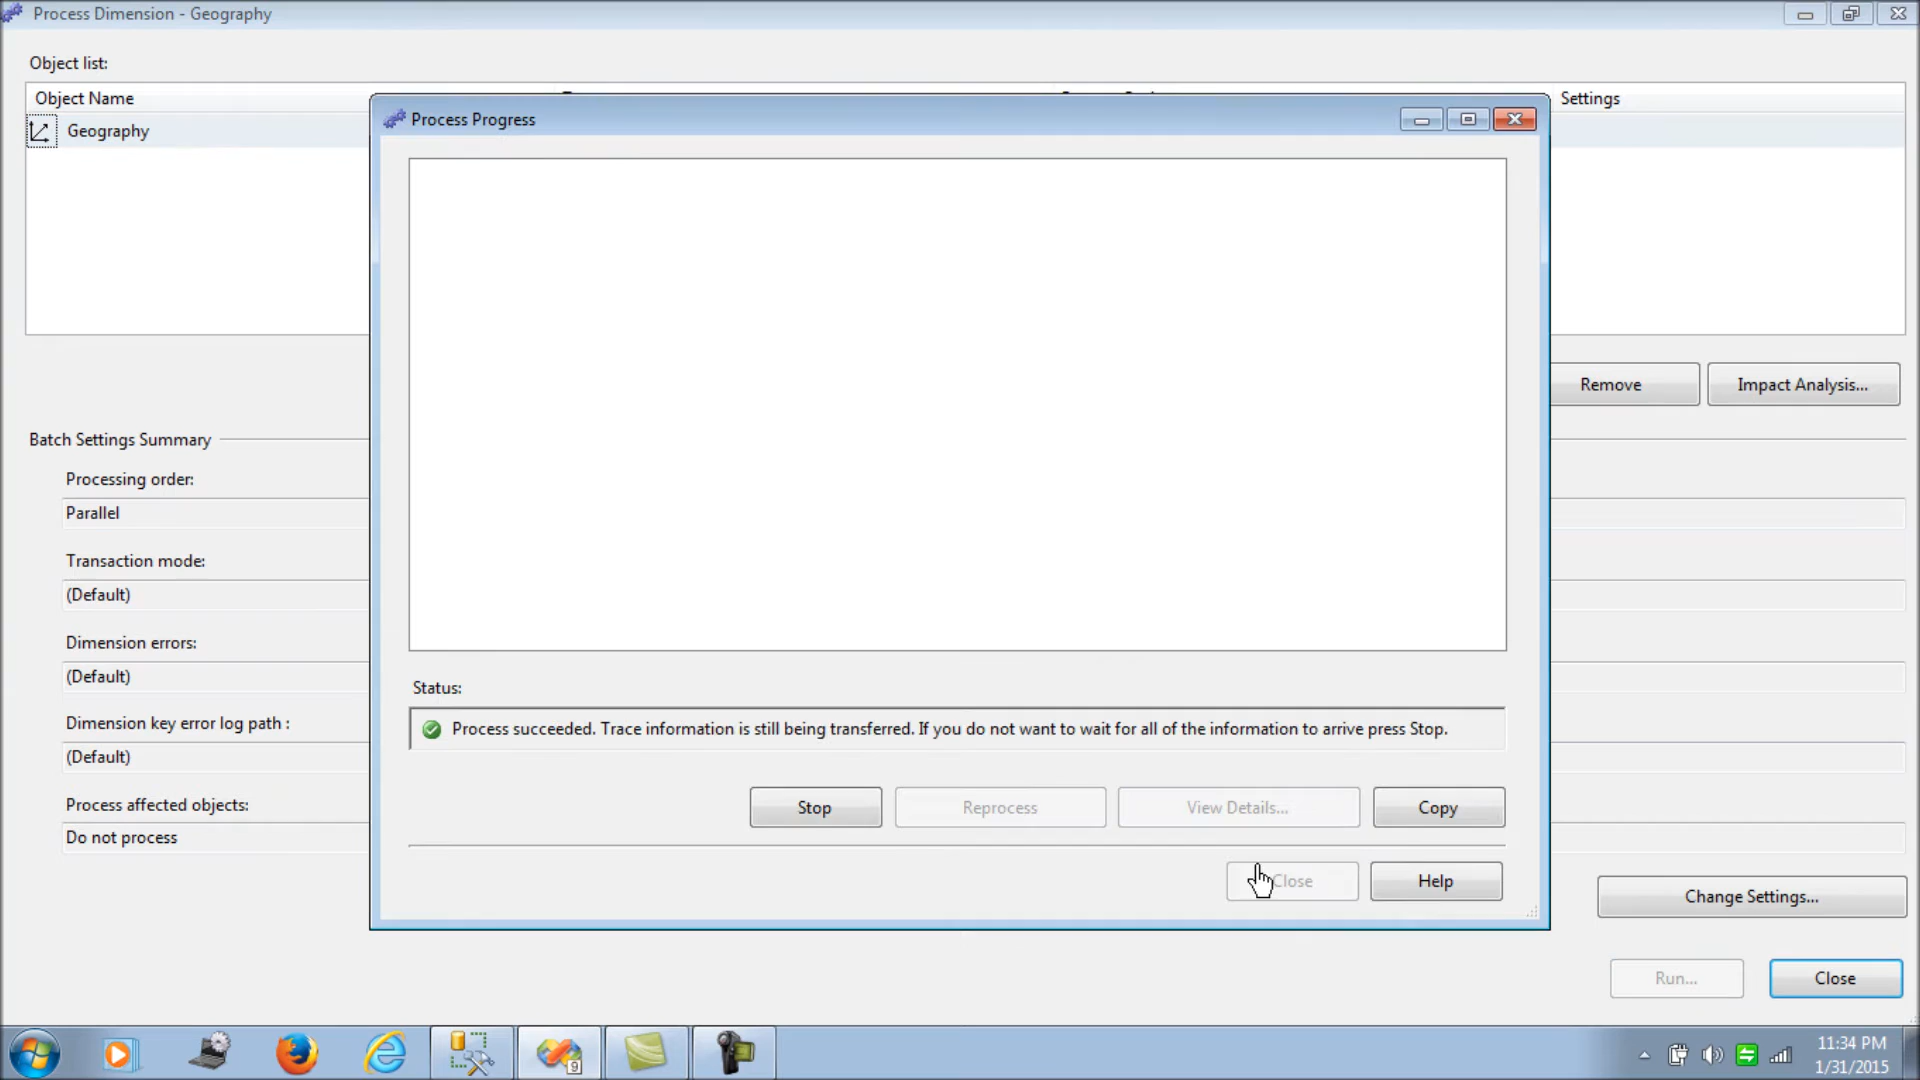 Process Dimension - Geography
Object list:
Object Name
Settings
Geography
Process Progress
Remove
Impact Analysis...
Batch Settings Summary
Processing order:
Parallel
Transaction mode:
(Default)
Dimension errors:
(Default)
Dimension key error log path :
(Default)
Process affected objects:
Do not process
Status:
Process succeeded. Trace information is still being transferred. If you do not want to wait for all of the information to arrive press Stop.
Stop
Reprocess
View Details...
Copy
Close
Help
Change Settings...
Run...
Close
9
11:34 PM
1/31/2015